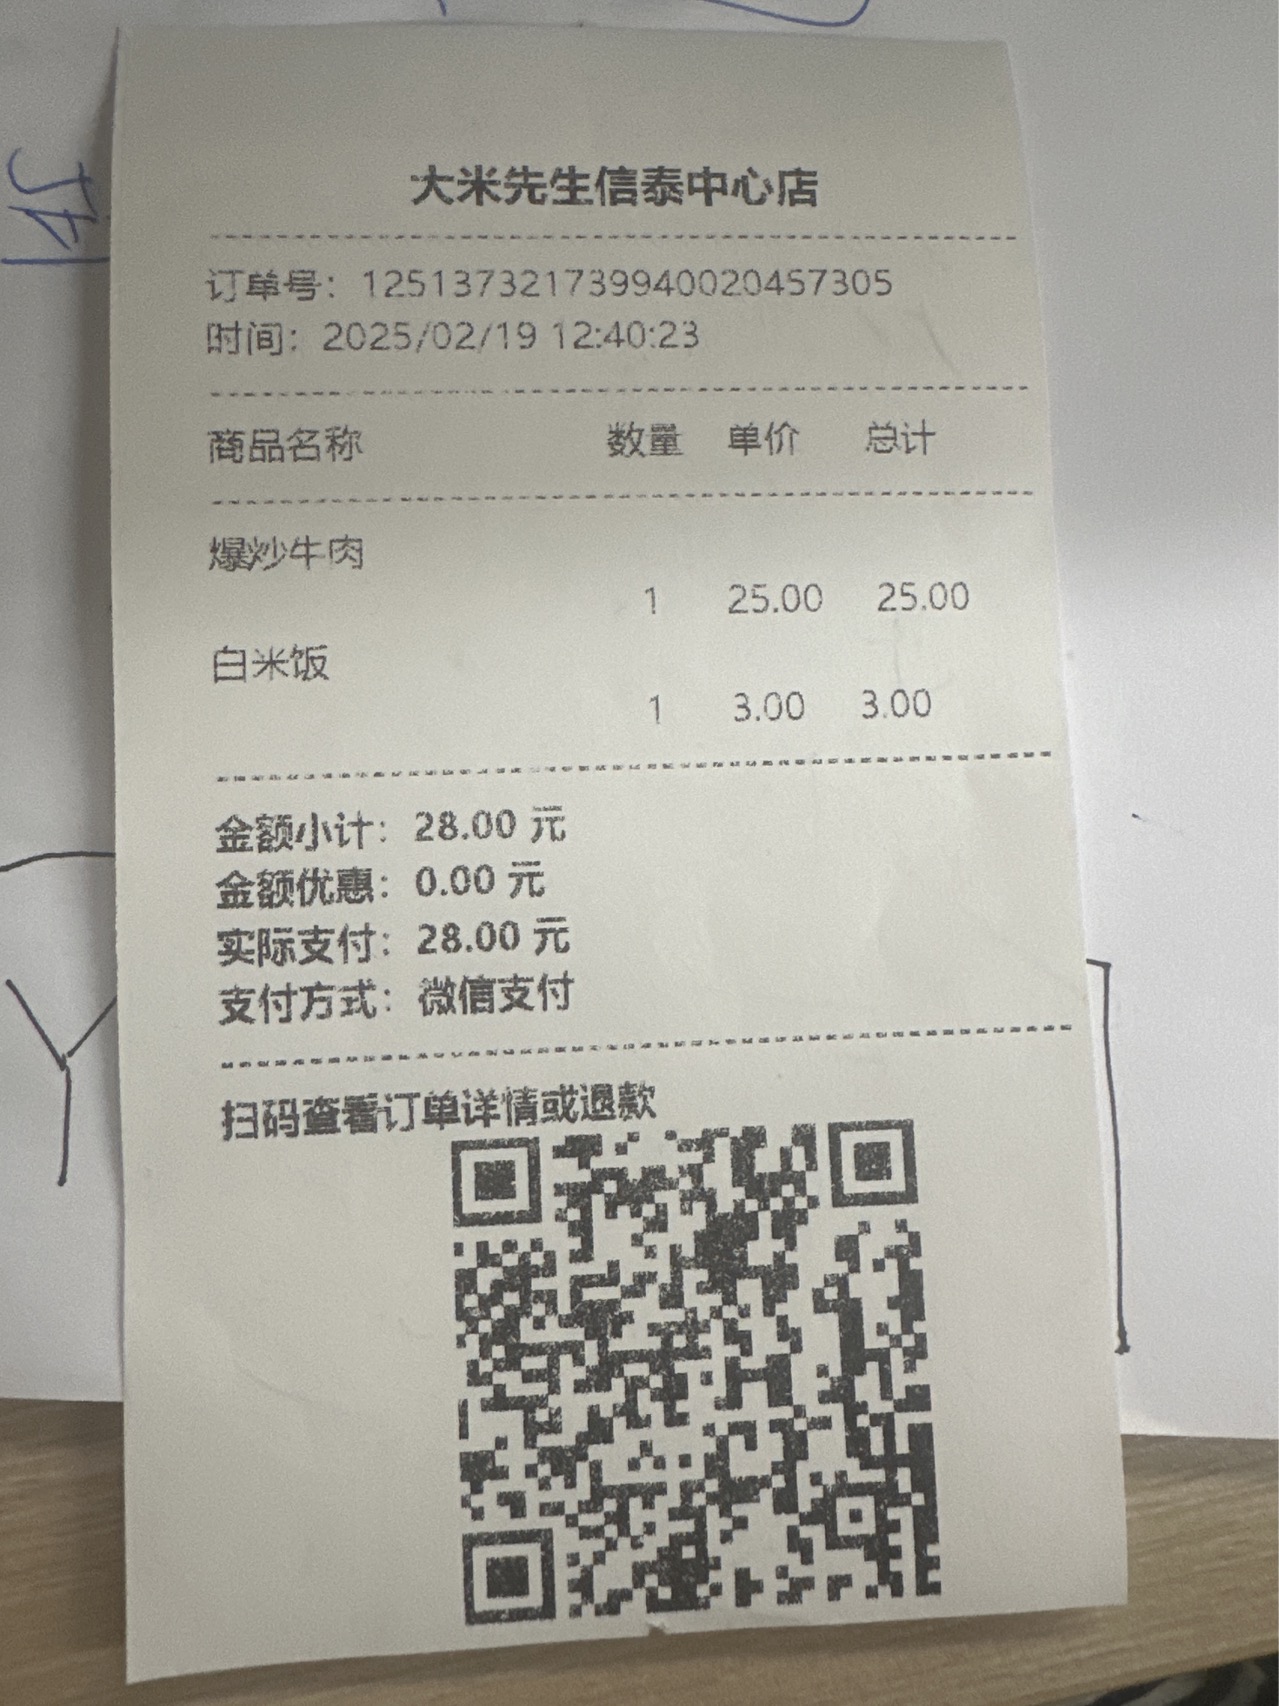 大米先生信泰中心店
订单号：125137321739940020457305
时间：2025/02/19 12:40:23
商品名称 数量 单价 总计
爆炒牛肉
1 25.00 25.00
白米饭
1 3.00 3.00
金额小计：28.00 元
金额优惠：0.00 元
实际支付：28.00 元
支付方式：微信支付
扫码查看订单详情或退款